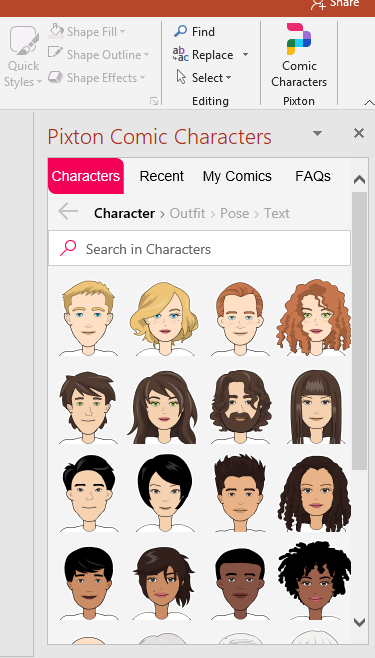 Share
Shape Fill
Shape Outline
Shape Effects
Quick
Styles
Find
Replace
Select
Editing
Comic
Characters
Pixton
Pixton Comic Characters
Characters Recent My Comics FAQs
Character > Outfit > Pose > Text
Search in Characters